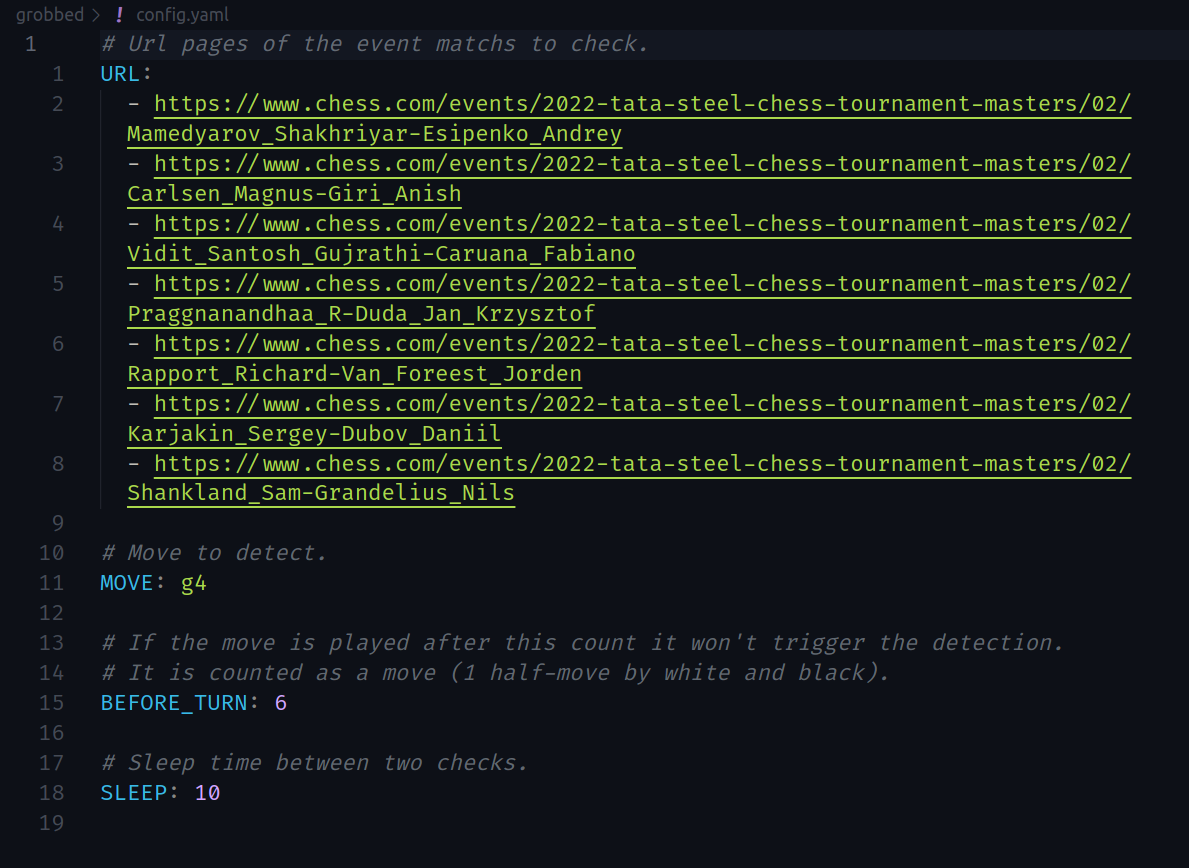 grobbed > ! config.yaml
1 # Url pages of the event matchs to check.
1 URL:
2 - https://www.chess.com/events/2022-tata-steel-chess-tournament-masters/02/
Mamedyarov_Shakhriyar-Esipenko_Andrey
3 - https://www.chess.com/events/2022-tata-steel-chess-tournament-masters/02/
Carlsen_Magnus-Giri_Anish
4 - https://www.chess.com/events/2022-tata-steel-chess-tournament-masters/02/
Vidit_Santosh_Gujrathi-Caruana_Fabiano
5 - https://www.chess.com/events/2022-tata-steel-chess-tournament-masters/02/
Praggnanandhaa_R-Duda_Jan_Krzysztof
6 - https://www.chess.com/events/2022-tata-steel-chess-tournament-masters/02/
Rapport_Richard-Van_Foreest_Jorden
7 - https://www.chess.com/events/2022-tata-steel-chess-tournament-masters/02/
Karjakin_Sergey-Dubov_Daniil
8 - https://www.chess.com/events/2022-tata-steel-chess-tournament-masters/02/
Shankland_Sam-Grandelius_Nils
9
10 # Move to detect.
11 MOVE: g4
12
13 # If the move is played after this count it won't trigger the detection.
14 # It is counted as a move (1 half-move by white and black).
15 BEFORE_TURN: 6
16
17 # Sleep time between two checks.
18 SLEEP: 10
19